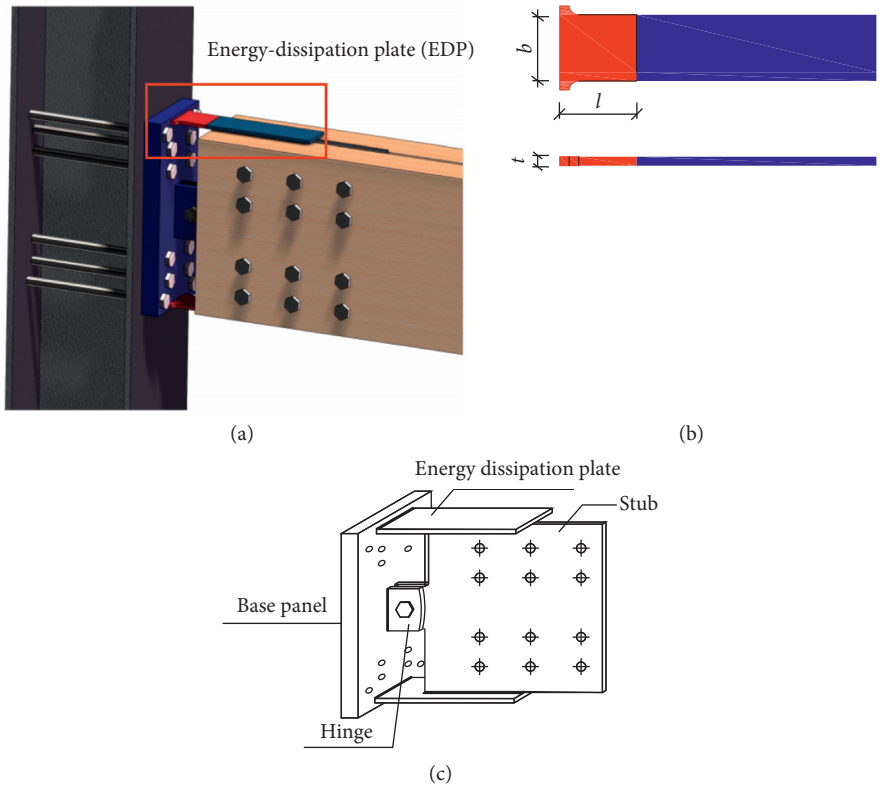 Energy-dissipation plate (EDP)
b
l
t
(a)
(b)
Energy dissipation plate
Stub
Base panel
Hinge
(c)